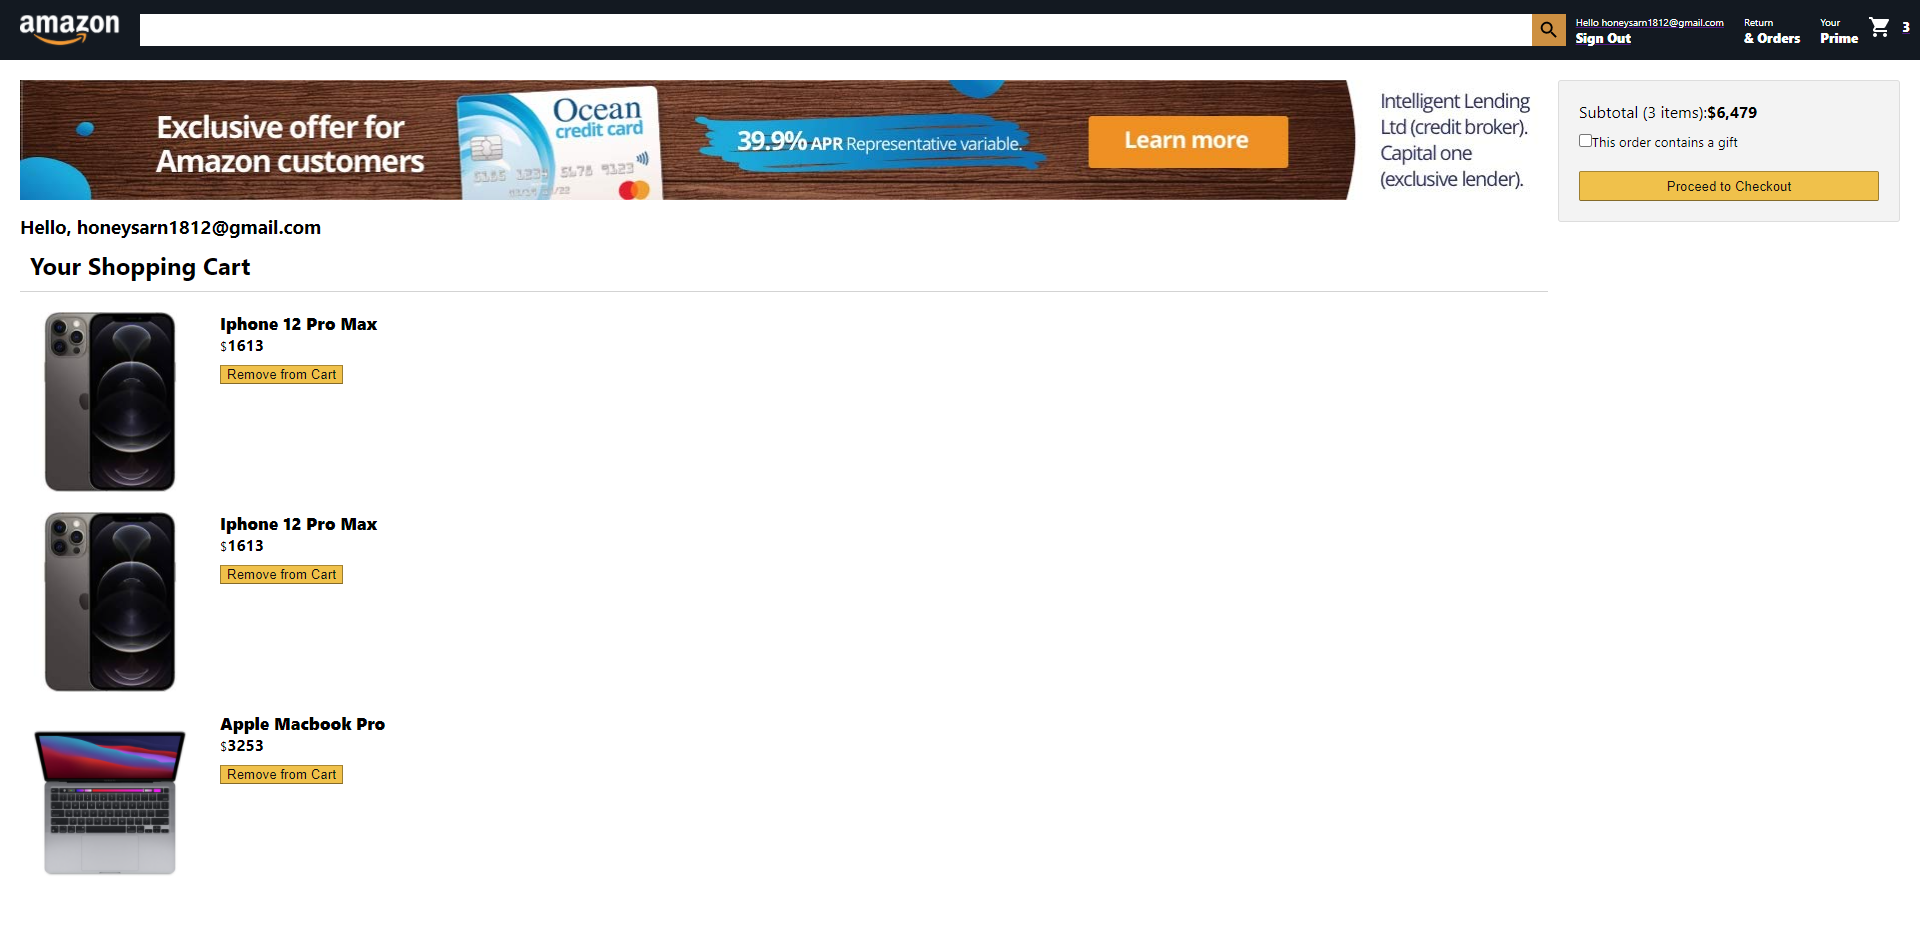 amazon
Hello honeysarn1812@gmail.com
Sign Out
Return
& Orders
Your
Prime
3
Exclusive offer for
Amazon customers
Ocean
credit card
39.9% APR Representative variable.
Learn more
Intelligent Lending
Ltd (credit broker).
Capital one
(exclusive lender).
Subtotal (3 items):$6,479
This order contains a gift
Proceed to Checkout
Hello, honeysarn1812@gmail.com
Your Shopping Cart
Iphone 12 Pro Max
$1613
Remove from Cart
Iphone 12 Pro Max
$1613
Remove from Cart
Apple Macbook Pro
$3253
Remove from Cart